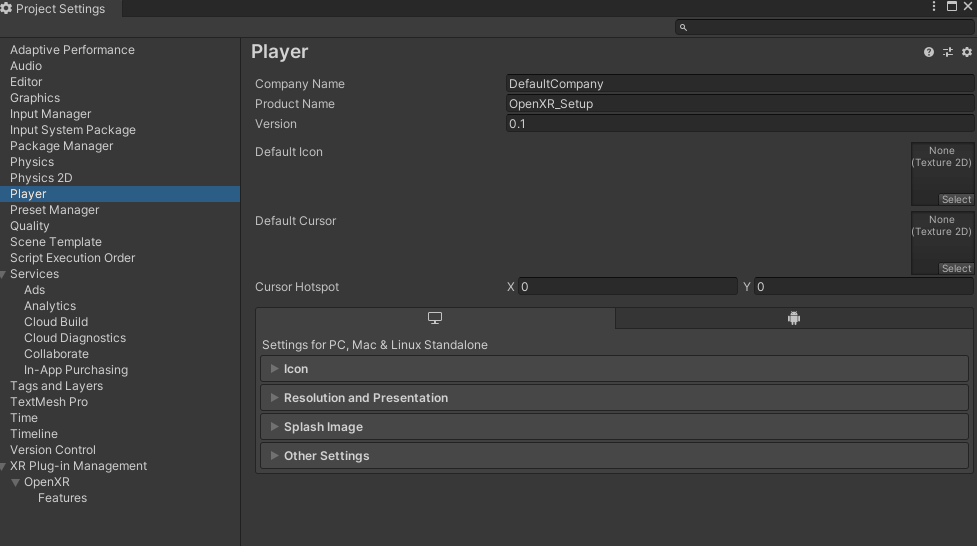 Project Settings
Adaptive Performance
Audio
Editor
Graphics
Input Manager
Input System Package
Package Manager
Physics
Physics 2D
Player
Preset Manager
Quality
Scene Template
Script Execution Order
Services
Ads
Analytics
Cloud Build
Cloud Diagnostics
Collaborate
In-App Purchasing
Tags and Layers
TextMesh Pro
Time
Timeline
Version Control
XR Plug-in Management
OpenXR
Features
Player
Company Name DefaultCompany
Product Name OpenXR_Setup
Version 0.1
Default Icon
None
(Texture 2D)
Select
Default Cursor
None
(Texture 2D)
Select
Cursor Hotspot X 0 Y 0
Settings for PC, Mac & Linux Standalone
Icon
Resolution and Presentation
Splash Image
Other Settings